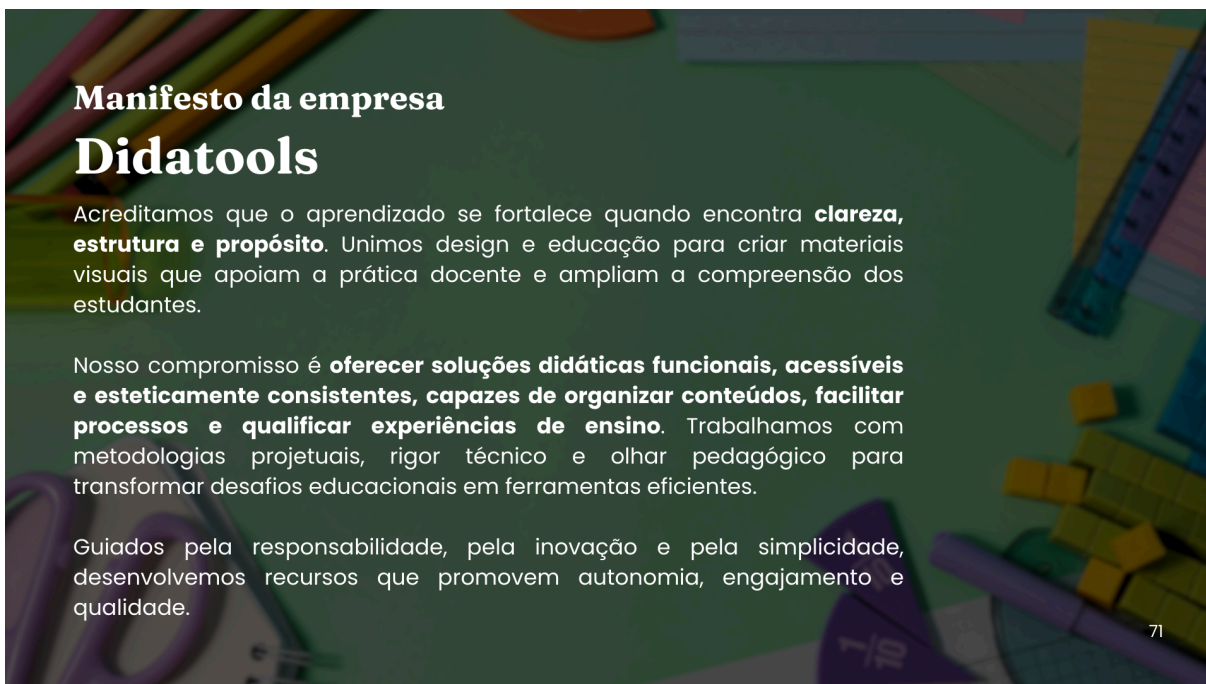 Manifesto da empresa
Didatools
Acreditamos que o aprendizado se fortalece quando encontra clareza,
estrutura e propósito. Unimos design e educação para criar materiais
visuais que apoiam a prática docente e ampliam a compreensão dos
estudantes.
Nosso compromisso é oferecer soluções didáticas funcionais, acessíveis
e esteticamente consistentes, capazes de organizar conteúdos, facilitar
processos e qualificar experiências de ensino. Trabalhamos com
metodologias projetuais, rigor técnico e olhar pedagógico para
transformar desafios educacionais em ferramentas eficientes.
Guiados pela responsabilidade, pela inovação e pela simplicidade,
desenvolvemos recursos que promovem autonomia, engajamento e
qualidade.
71
1/10